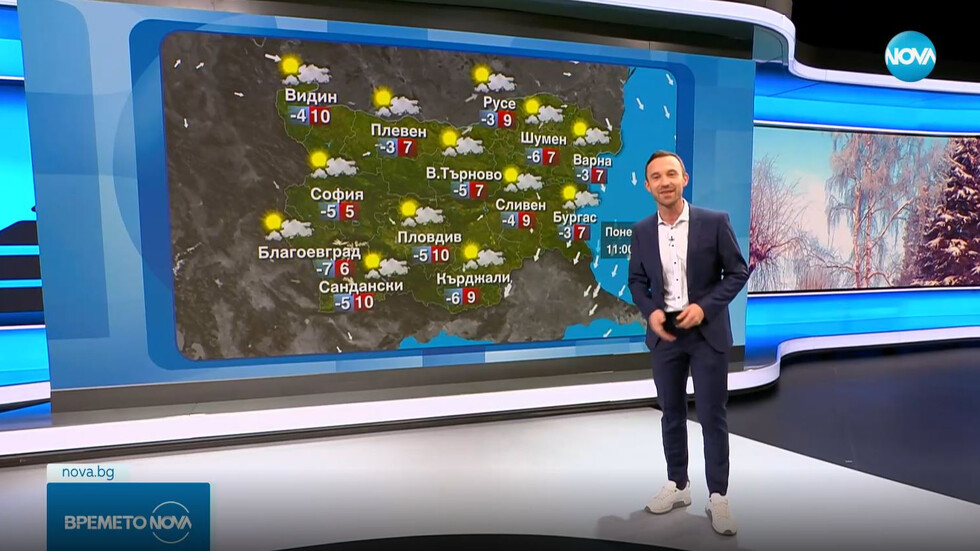 NOVA
Видин
-4 10
Плевен
-3 7
Русе
-3 9
Шумен
-6 7
Варна
-3 7
В.Търново
-5 7
София
-5 5
Сливен
-4 9
Бургас
-3 7
Благоевград
-7 6
Пловдив
-5 10
Сандански
-5 10
Кърджали
-6 9
Поне
11:00
nova.bg
ВРЕМЕТО NOVA